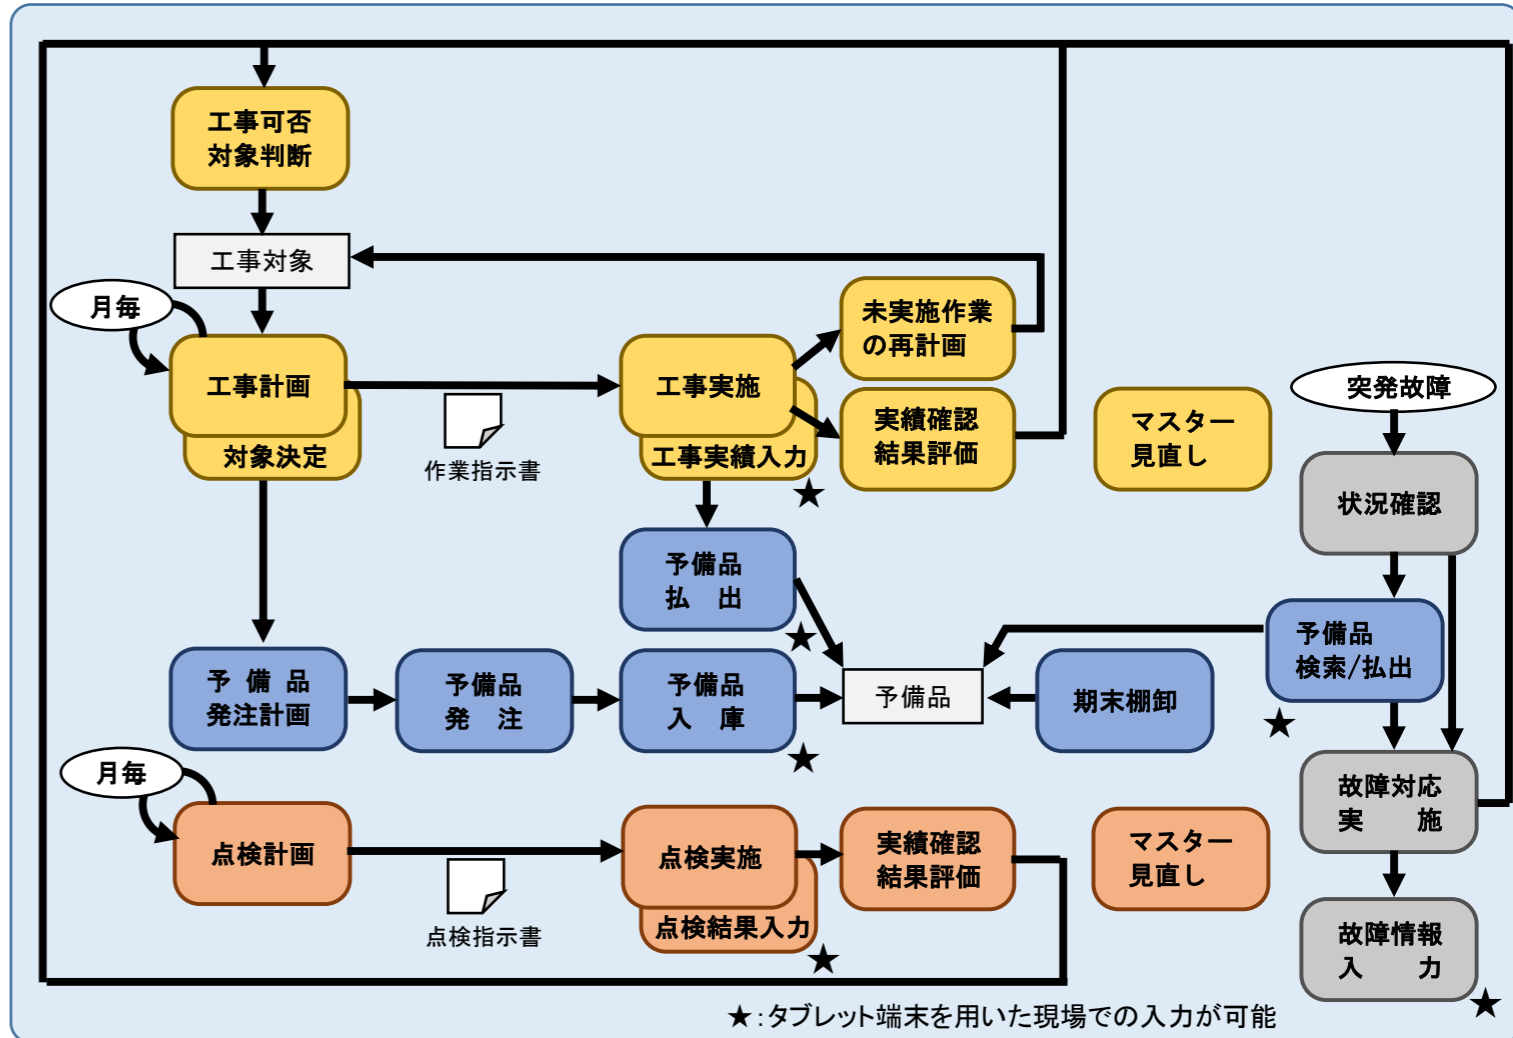 工事可否
対象判断
工事対象
月毎
工事計画
対象決定
作業指示書
工事実施
工事実績入力
★
未実施作業
の再計画
実績確認
結果評価
マスター
見直し
突発故障
状況確認
予備品
払　出
★
予備品
検索/払出
★
予 備 品
発注計画
予備品
発　注
予備品
入　庫
★
予備品
期末棚卸
月毎
点検計画
点検指示書
点検実施
点検結果入力
★
実績確認
結果評価
マスター
見直し
故障対応
実　　施
故障情報
入　　力
★
★：タブレット端末を用いた現場での入力が可能